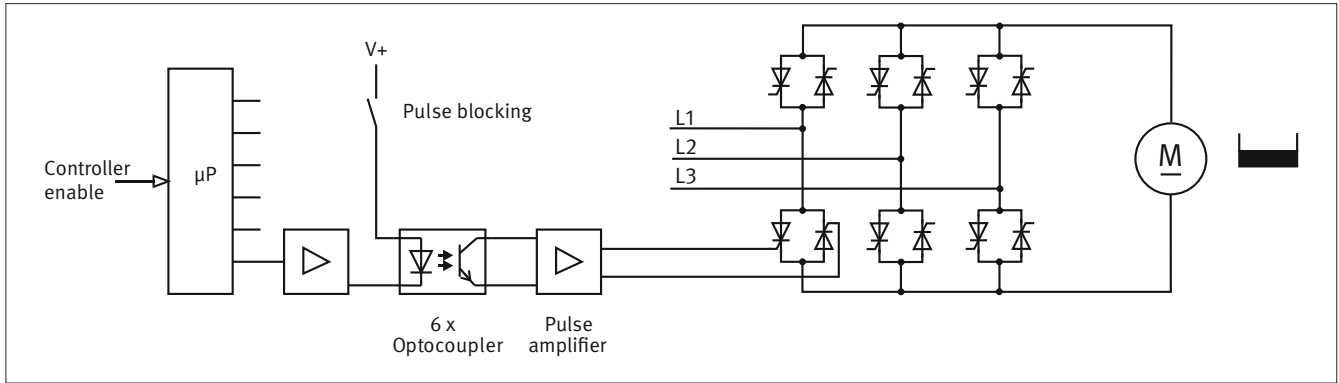 V+
Pulse blocking
Controller
enable
µP
L1
L2
L3
M
6 x
Optocoupler
Pulse
amplifier